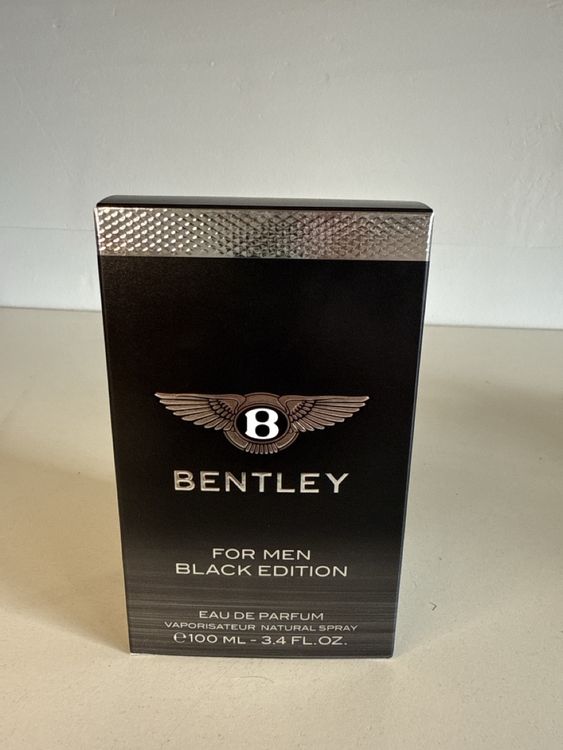 B
BENTLEY
FOR MEN
BLACK EDITION
EAU DE PARFUM
VAPORISATEUR NATURAL SPRAY
℮100 ML - 3.4 FL.OZ.